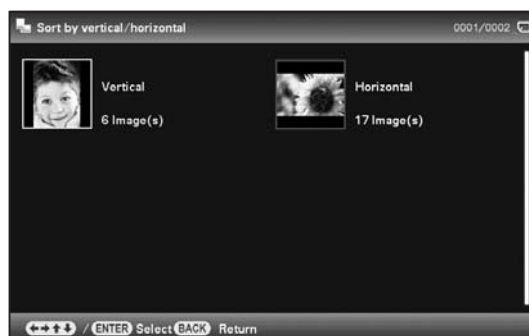 Sort by vertical/horizontal 0001/0002
Vertical
6 Image(s)
Horizontal
17 Image(s)
/ ENTER Select BACK Return